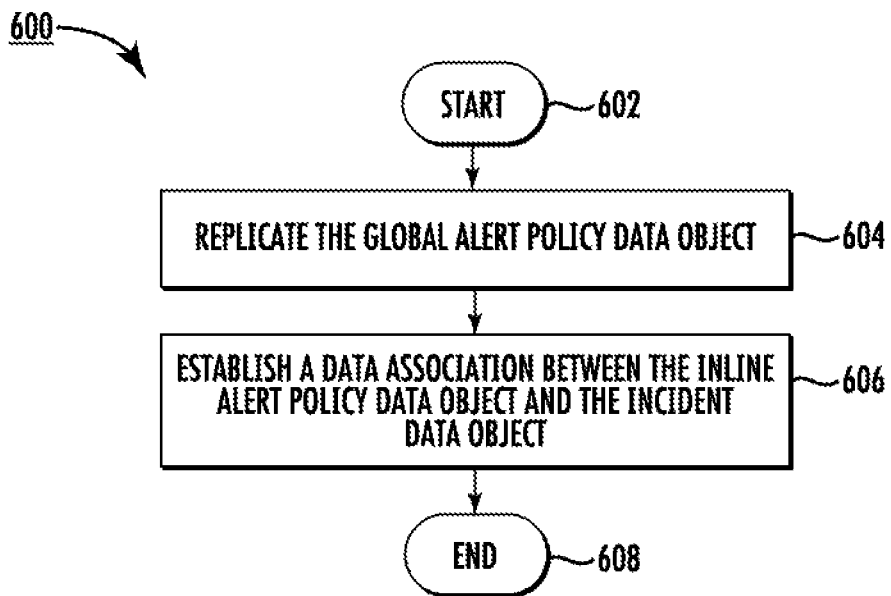 600
START
602
REPLICATE THE GLOBAL ALERT POLICY DATA OBJECT
604
ESTABLISH A DATA ASSOCIATION BETWEEN THE INLINE
ALERT POLICY DATA OBJECT AND THE INCIDENT
DATA OBJECT
606
END
608